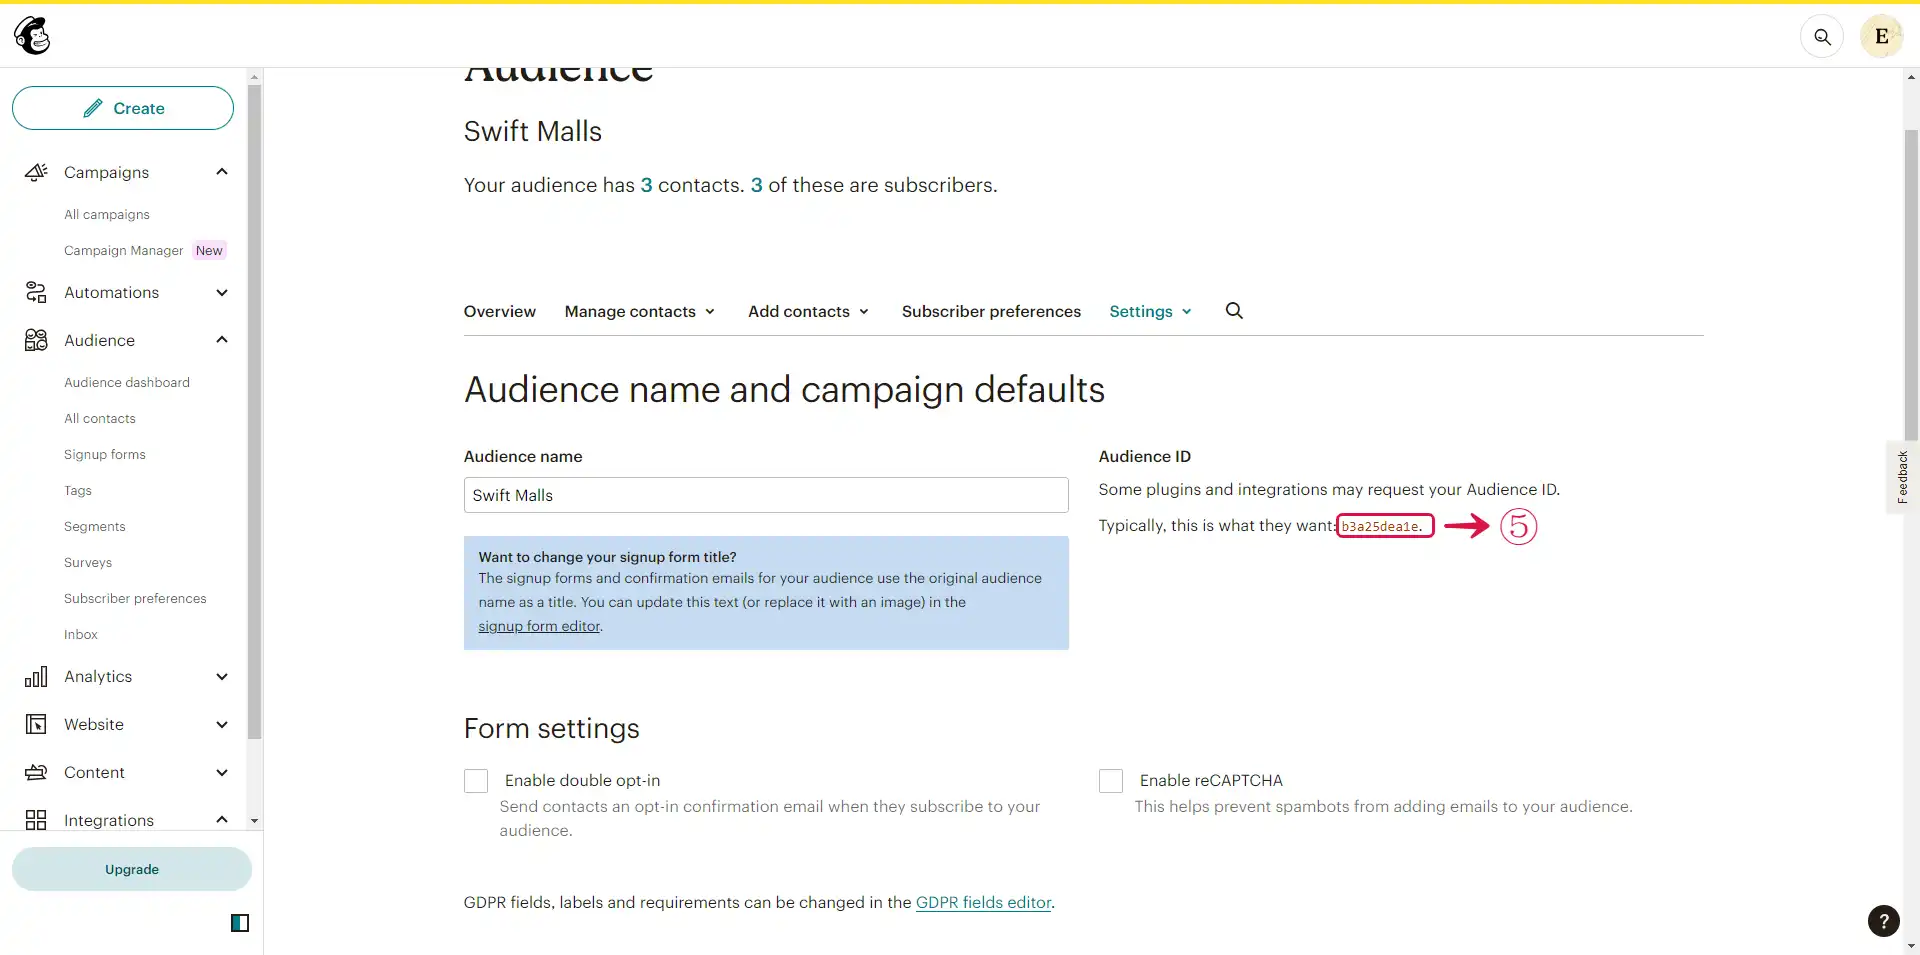 E
Create
Campaigns
All campaigns
Campaign Manager New
Automations
Audience
Audience dashboard
All contacts
Signup forms
Tags
Segments
Surveys
Subscriber preferences
Inbox
Analytics
Website
Content
Integrations
Upgrade
Audience
Swift Malls
Your audience has 3 contacts. 3 of these are subscribers.
Overview Manage contacts Add contacts Subscriber preferences Settings
Audience name and campaign defaults
Audience name
Swift Malls
Want to change your signup form title?
The signup forms and confirmation emails for your audience use the original audience
name as a title. You can update this text (or replace it with an image) in the
signup form editor.
Audience ID
Some plugins and integrations may request your Audience ID.
Typically, this is what they want: b3a25dea1e. 5
Form settings
Enable double opt-in
Send contacts an opt-in confirmation email when they subscribe to your
audience.
Enable reCAPTCHA
This helps prevent spambots from adding emails to your audience.
GDPR fields, labels and requirements can be changed in the GDPR fields editor.
Feedback
?